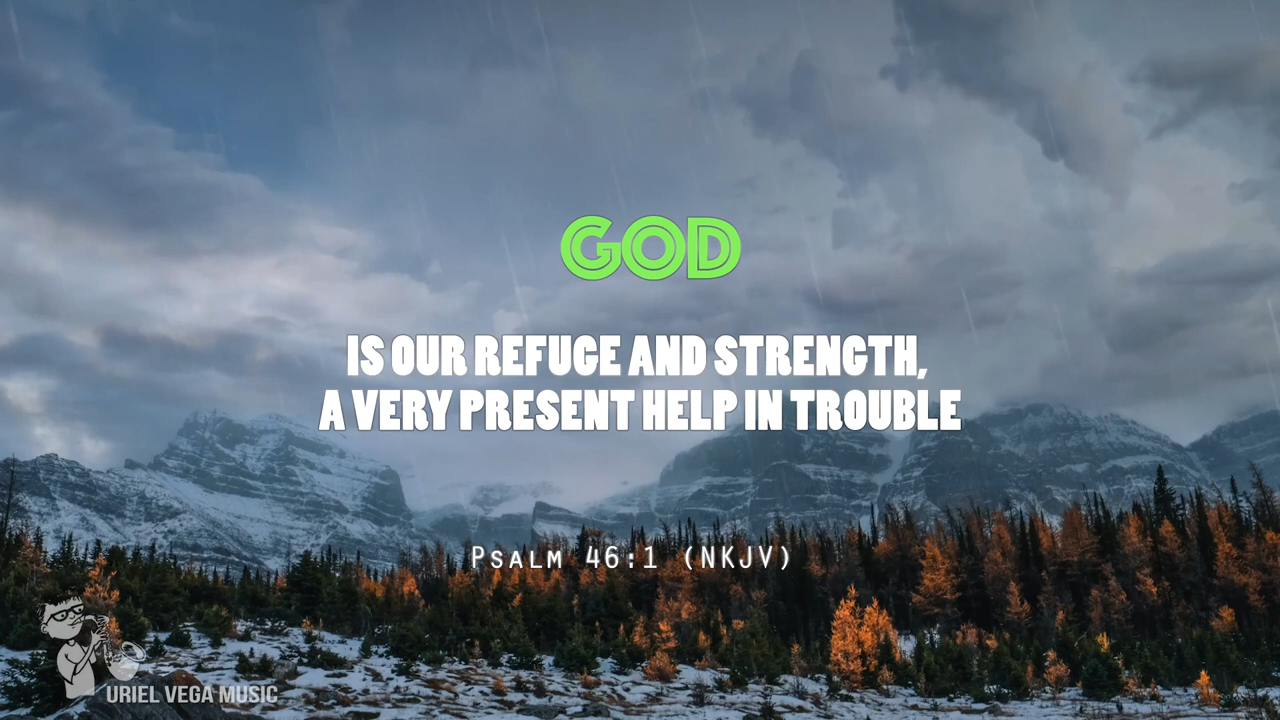 GOD
IS OUR REFUGE AND STRENGTH,
A VERY PRESENT HELP IN TROUBLE
Psalm 46:1 (NKJV)
URIEL VEGA MUSIC